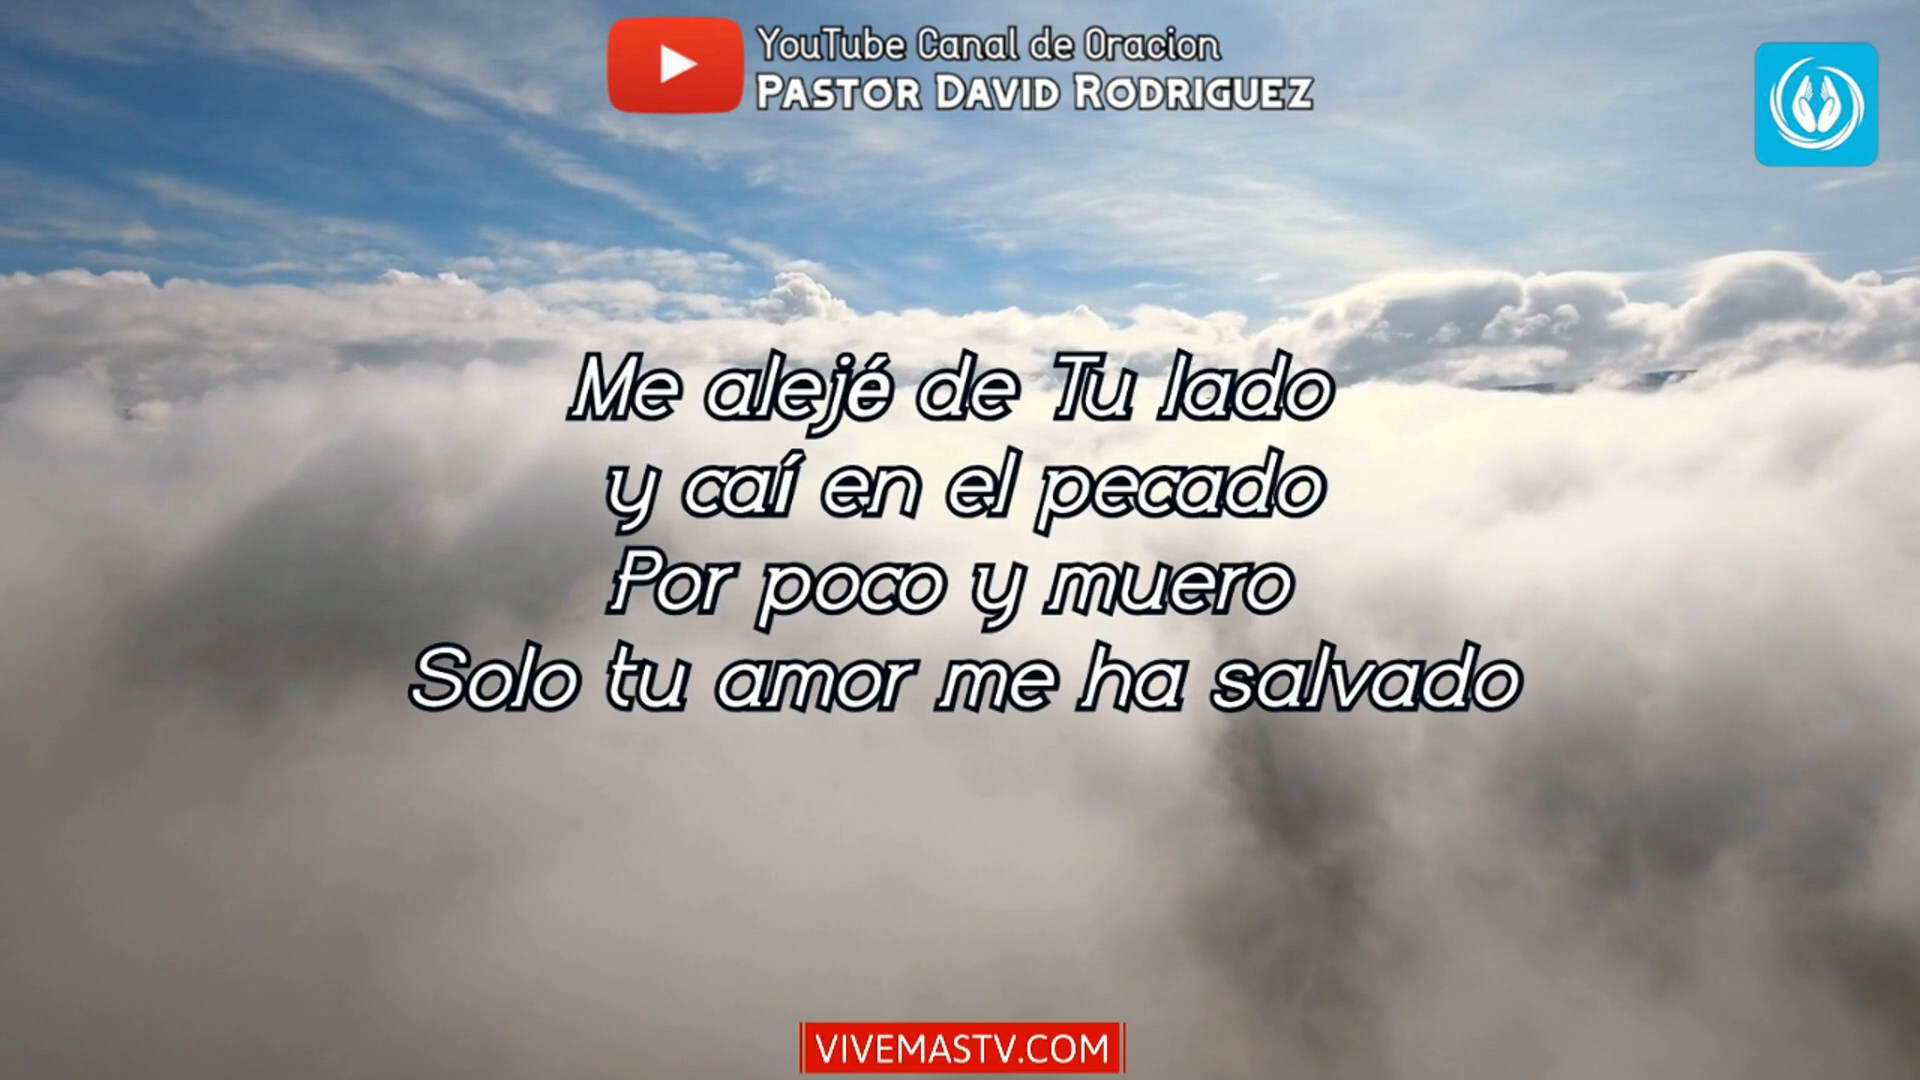 YouTube Canal de Oracion
PASTOR DAVID RODRIGUEZ
Me alejé de Tu lado
y caí en el pecado
Por poco y muero
Solo tu amor me ha salvado
VIVEMASTV.COM